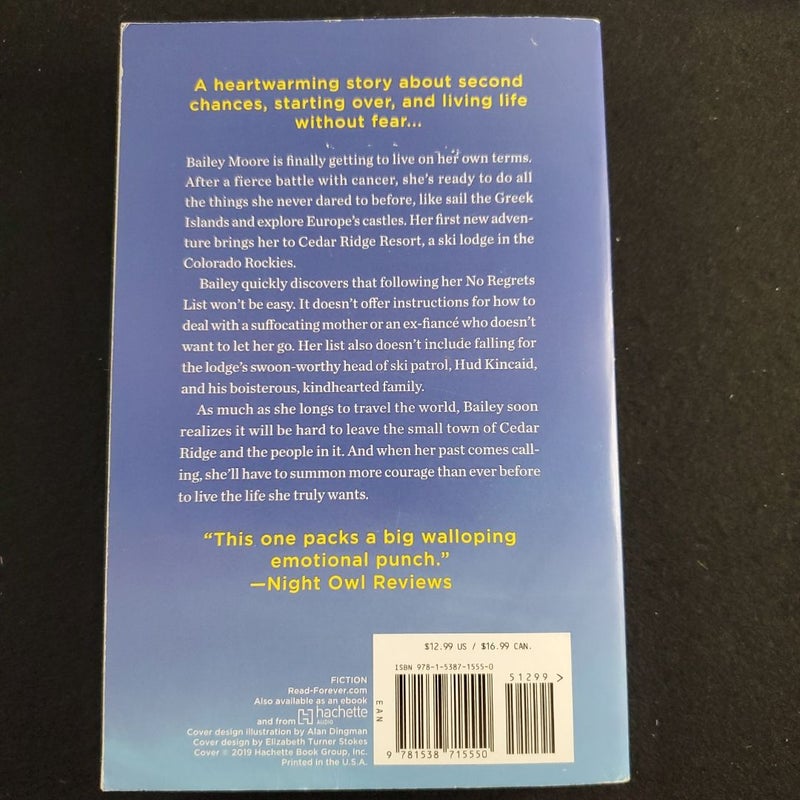 A heartwarming story about second
chances, starting over, and living life
without fear...
Bailey Moore is finally getting to live on her own terms.
After a fierce battle with cancer, she's ready to do all
the things she never dared to before, like sail the Greek
Islands and explore Europe's castles. Her first new adven-
ture brings her to Cedar Ridge Resort, a ski lodge in the
Colorado Rockies.
Bailey quickly discovers that following her No Regrets
List won't be easy. It doesn't offer instructions for how to
deal with a suffocating mother or an ex-fiancé who doesn't
want to let her go. Her list also doesn't include falling for
the lodge's swoon-worthy head of ski patrol, Hud Kincaid,
and his boisterous, kindhearted family.
As much as she longs to travel the world, Bailey soon
realizes it will be hard to leave the small town of Cedar
Ridge and the people in it. And when her past comes call-
ing, she'll have to summon more courage than ever before
to live the life she truly wants.
"This one packs a big walloping
emotional punch."
—Night Owl Reviews
$12.99 US / $16.99 CAN.
ISBN 978-1-5387-1555-0
51299 >
EAN
9 781538 715550
FICTION
Read-Forever.com
Also available as an ebook
and from hachette
AUDIO
Cover design illustration by Alan Dingman
Cover design by Elizabeth Turner Stokes
Cover © 2019 Hachette Book Group, Inc.
Printed in the U.S.A.